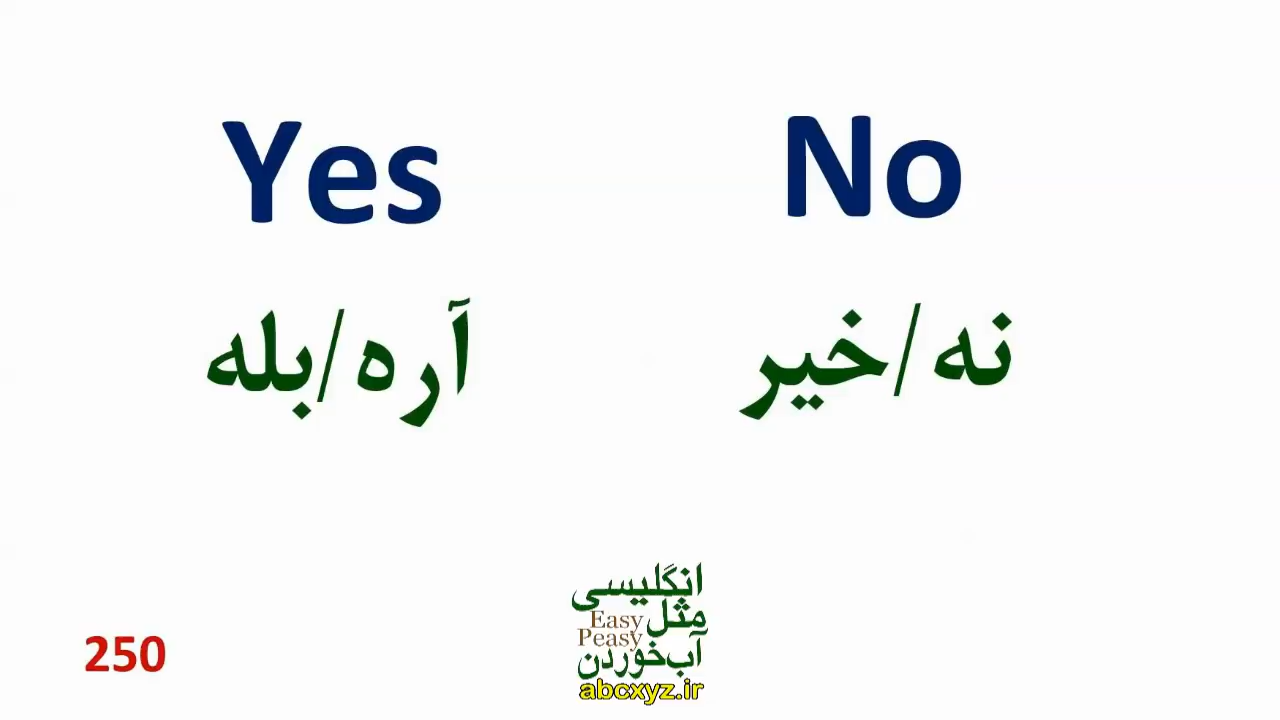 Yes No
آره/بله نه/خیر
انگلیسی
مثل Easy
Peasy
آب خوردن
abcxyz.ir
250